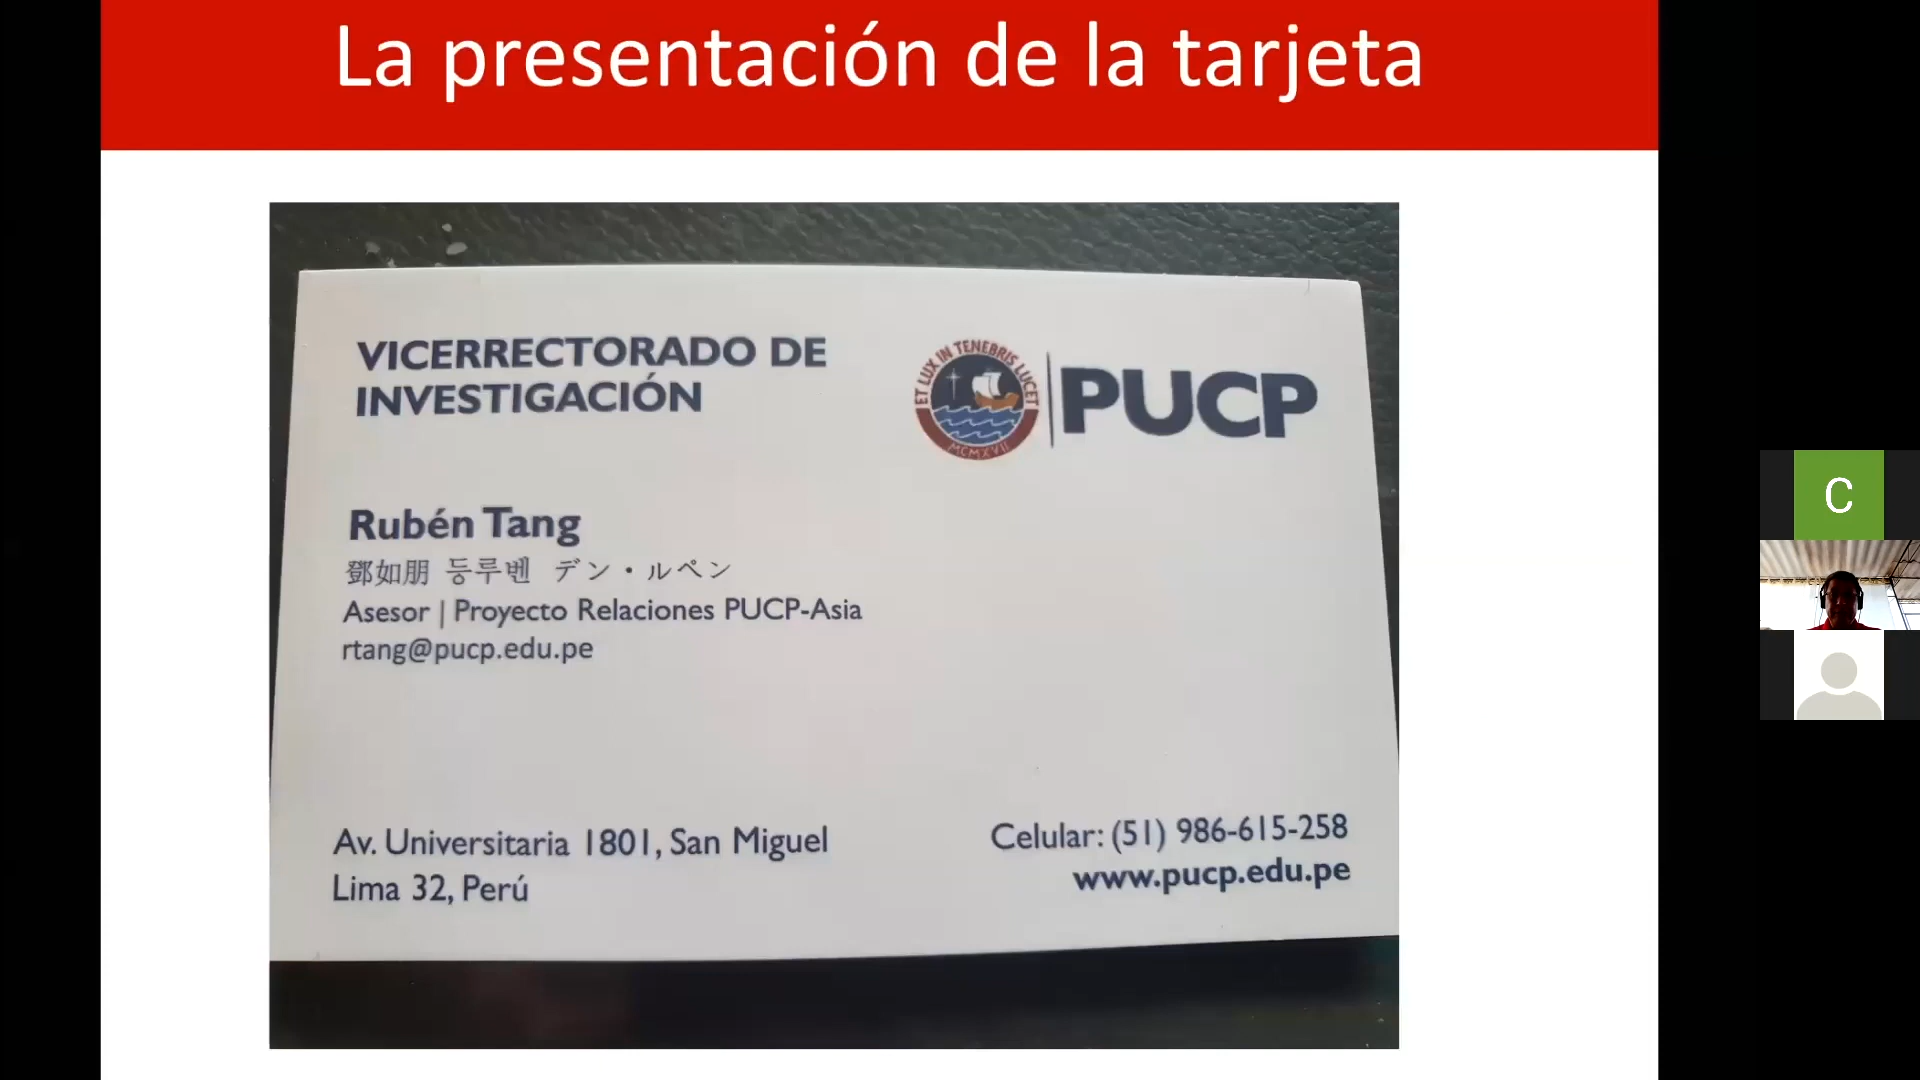 La presentación de la tarjeta
VICERRECTORADO DE
INVESTIGACIÓN
ET LUX IN TENEBRIS LUCET
MCMXVII
PUCP
Rubén Tang
鄧如朋 등루벤 デン・ルペン
Asesor | Proyecto Relaciones PUCP-Asia
rtang@pucp.edu.pe
Av. Universitaria 1801, San Miguel
Lima 32, Perú
Celular: (51) 986-615-258
www.pucp.edu.pe
C